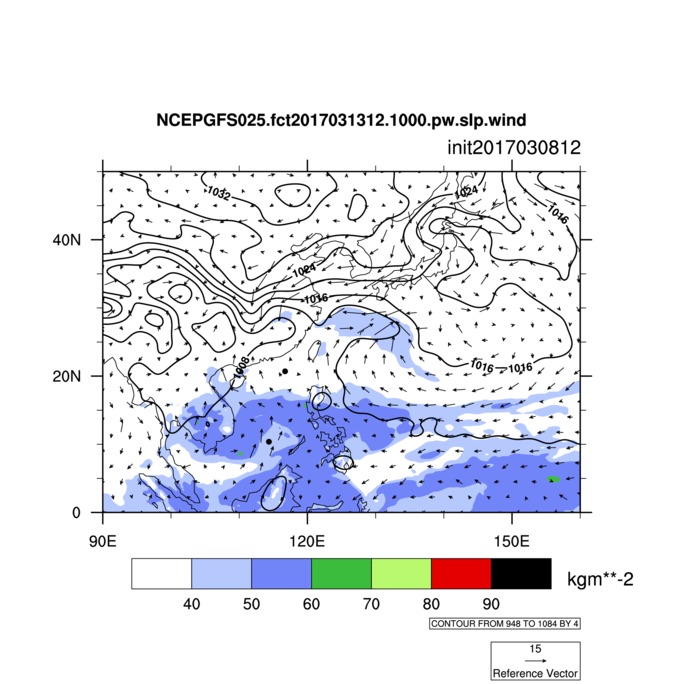 NCEPGFS025.fct2017031312.1000.pw.slp.wind
init2017030812
1032
1024
1016
40N
1024
1016
1008
1016 1016
20N
0
90E 120E 150E
kgm**-2
40 50 60 70 80 90
CONTOUR FROM 948 TO 1084 BY 4
15
Reference Vector